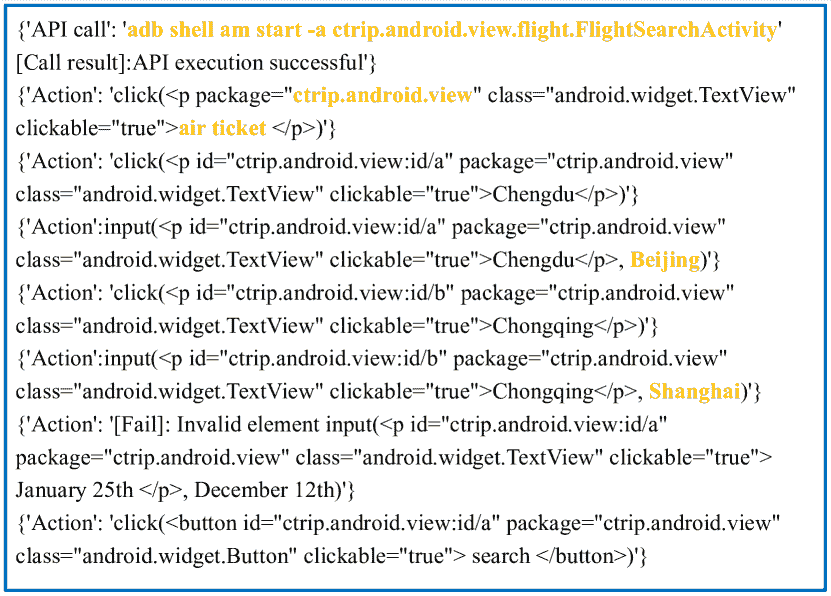 {'API call': 'adb shell am start -a ctrip.android.view.flight.FlightSearchActivity'
[Call result]:API execution successful'}
{'Action': 'click(<p package="ctrip.android.view" class="android.widget.TextView"
clickable="true">air ticket </p>)'}
{'Action': 'click(<p id="ctrip.android.view:id/a" package="ctrip.android.view"
class="android.widget.TextView" clickable="true">Chengdu</p>)'}
{'Action':input(<p id="ctrip.android.view:id/a" package="ctrip.android.view"
class="android.widget.TextView" clickable="true">Chengdu</p>, Beijing)'}
{'Action': 'click(<p id="ctrip.android.view:id/b" package="ctrip.android.view"
class="android.widget.TextView" clickable="true">Chongqing</p>)'}
{'Action':input(<p id="ctrip.android.view:id/b" package="ctrip.android.view"
class="android.widget.TextView" clickable="true">Chongqing</p>, Shanghai)'}
{'Action': '[Fail]: Invalid element input(<p id="ctrip.android.view:id/a"
package="ctrip.android.view" class="android.widget.TextView" clickable="true">
January 25th </p>, December 12th)'}
{'Action': 'click(<button id="ctrip.android.view:id/a" package="ctrip.android.view"
class="android.widget.Button" clickable="true"> search </button>)'}